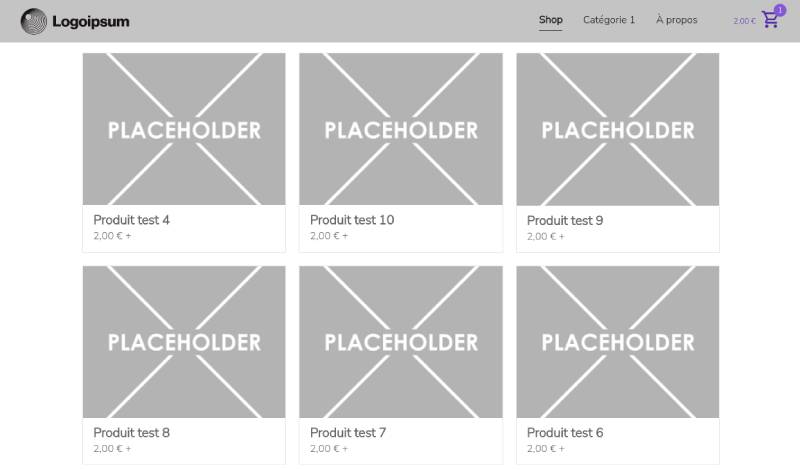 Logoipsum
Shop Catégorie 1 À propos 2,00 € 1
PLACEHOLDER PLACEHOLDER PLACEHOLDER
Produit test 4 Produit test 10 Produit test 9
2,00 € + 2,00 € + 2,00 € +
PLACEHOLDER PLACEHOLDER PLACEHOLDER
Produit test 8 Produit test 7 Produit test 6
2,00 € + 2,00 € + 2,00 € +